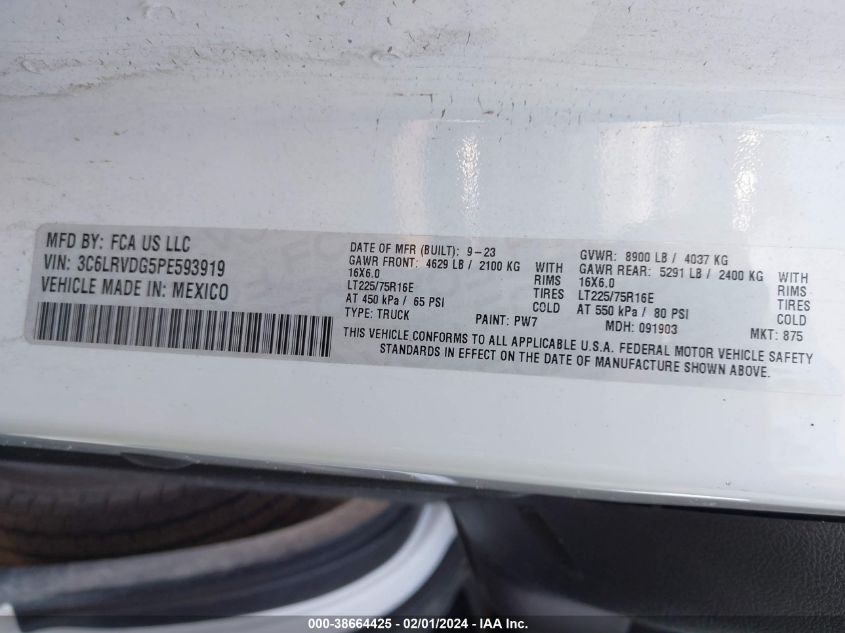 MFD BY: FCA US LLC
VIN: 3C6LRVDG5PE593919
VEHICLE MADE IN: MEXICO
DATE OF MFR (BUILT): 9-23
GAWR FRONT: 4629 LB / 2100 KG WITH
16X6.0 RIMS
LT225/75R16E TIRES
AT 450 kPa / 65 PSI COLD
TYPE: TRUCK PAINT: PW7
GVWR: 8900 LB / 4037 KG
GAWR REAR: 5291 LB / 2400 KG WITH
16X6.0 RIMS
LT225/75R16E TIRES
AT 550 kPa / 80 PSI COLD
MDH: 091903 MKT: 875
THIS VEHICLE CONFORMS TO ALL APPLICABLE U.S.A. FEDERAL MOTOR VEHICLE SAFETY
STANDARDS IN EFFECT ON THE DATE OF MANUFACTURE SHOWN ABOVE.
000-38664425 - 02/01/2024 - IAA Inc.